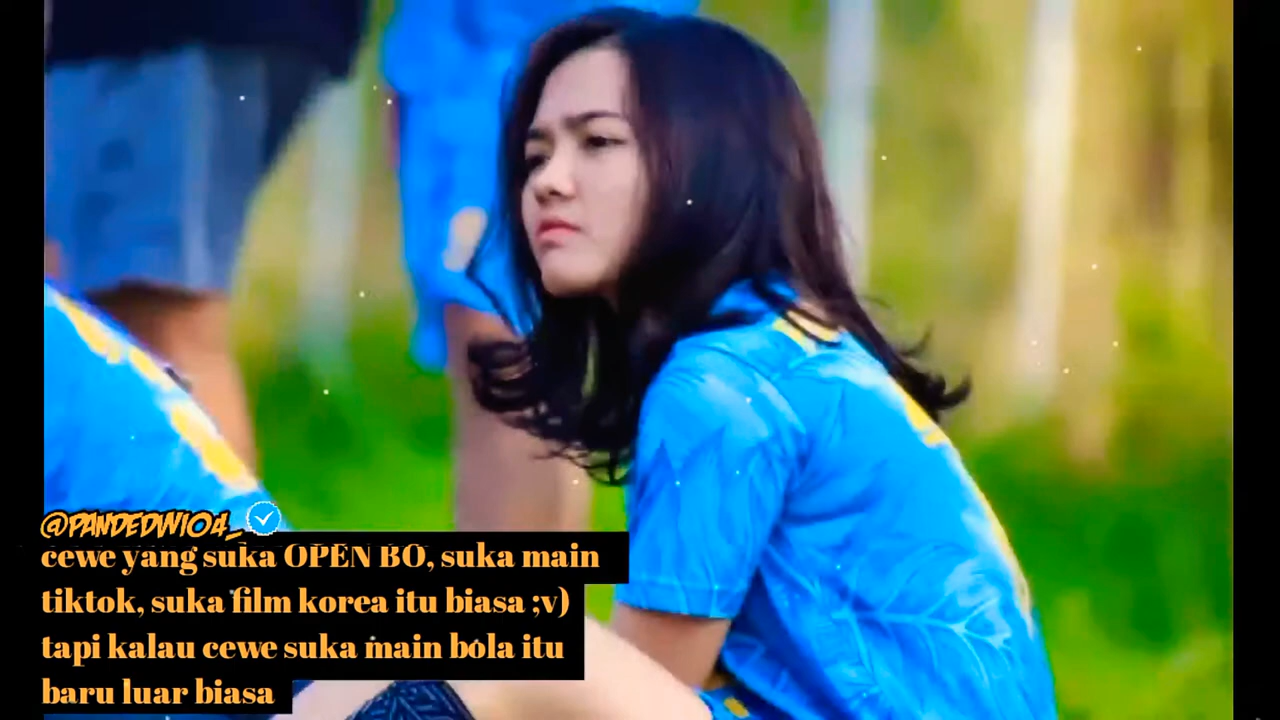 @PANDEDWI04_
cewe yang suka OPEN BO, suka main
tiktok, suka film korea itu biasa ;v)
tapi kalau cewe suka main bola itu
baru luar biasa